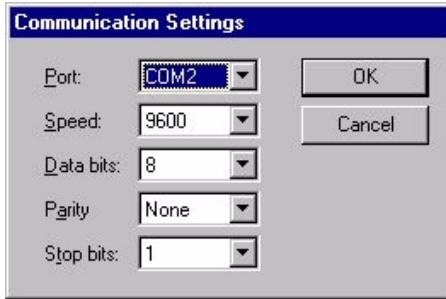 Communication Settings
Port: COM2 OK
Speed: 9600 Cancel
Data bits: 8
Parity None
Stop bits: 1